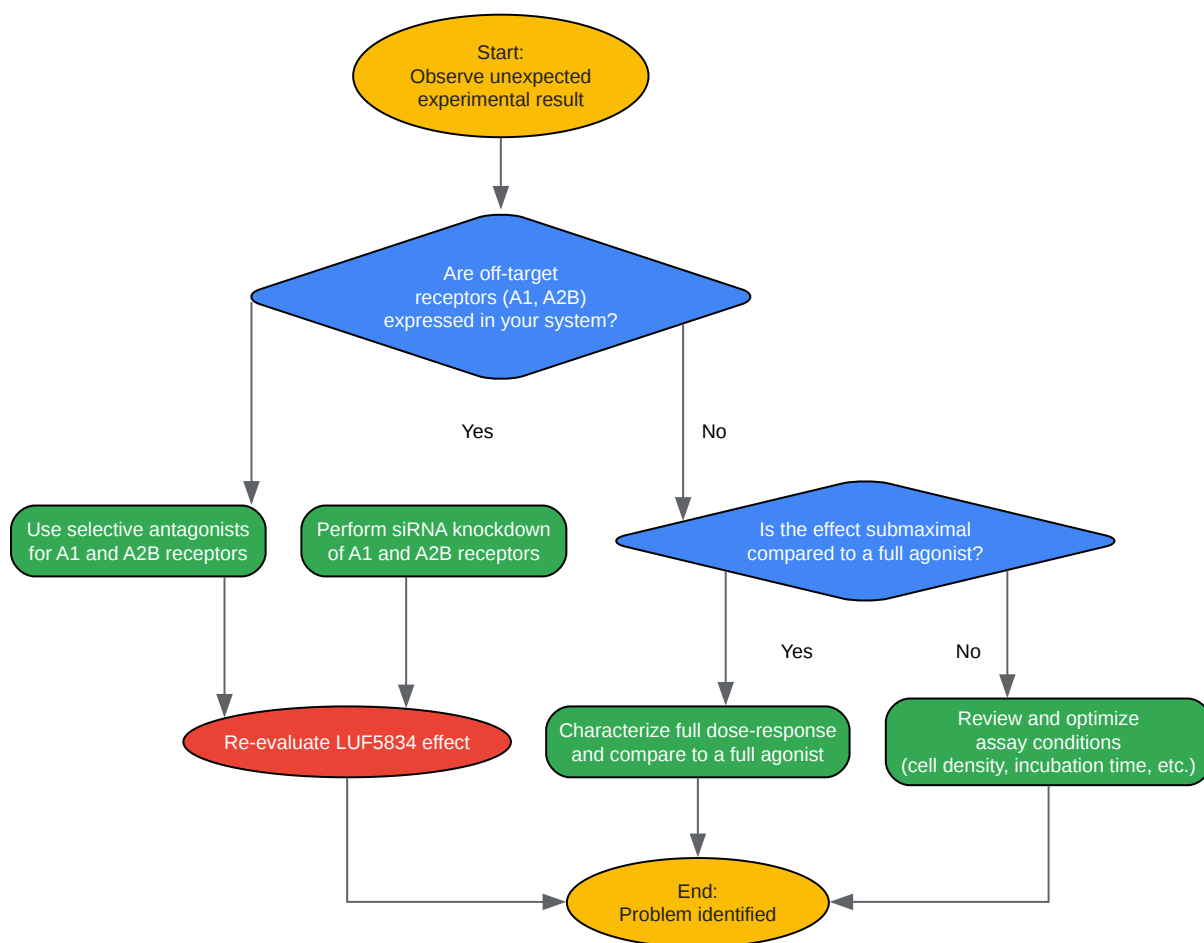 Start:
Observe unexpected
experimental result
Are off-target
receptors (A1, A2B)
expressed in your system?
Yes
No
Use selective antagonists
for A1 and A2B receptors
Perform siRNA knockdown
of A1 and A2B receptors
Is the effect submaximal
compared to a full agonist?
Yes
No
Re-evaluate LUF5834 effect
Characterize full dose-response
and compare to a full agonist
Review and optimize
assay conditions
(cell density, incubation time, etc.)
End:
Problem identified